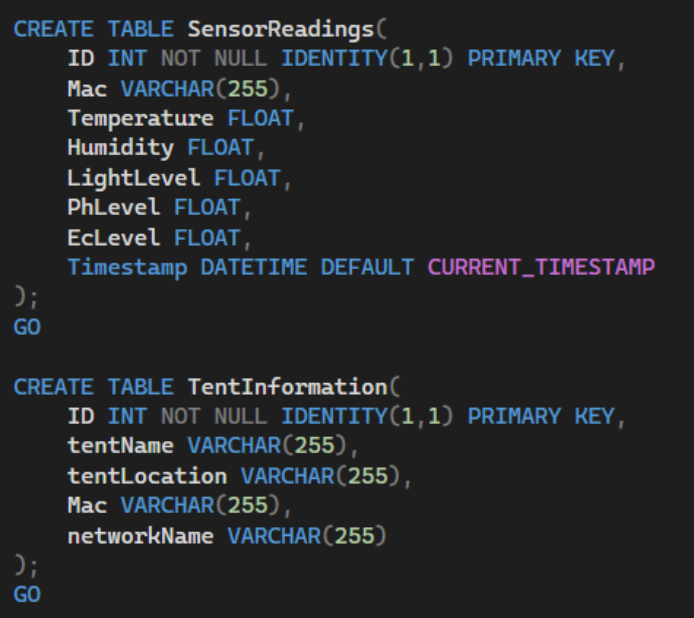 CREATE TABLE SensorReadings(
    ID INT NOT NULL IDENTITY(1,1) PRIMARY KEY,
    Mac VARCHAR(255),
    Temperature FLOAT,
    Humidity FLOAT,
    LightLevel FLOAT,
    PhLevel FLOAT,
    EcLevel FLOAT,
    Timestamp DATETIME DEFAULT CURRENT_TIMESTAMP
);
GO

CREATE TABLE TentInformation(
    ID INT NOT NULL IDENTITY(1,1) PRIMARY KEY,
    tentName VARCHAR(255),
    tentLocation VARCHAR(255),
    Mac VARCHAR(255),
    networkName VARCHAR(255)
);
GO